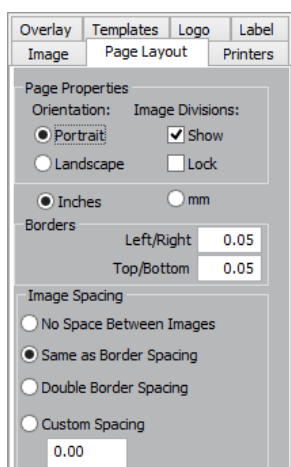 Overlay Templates Logo Label
Image Page Layout Printers
Page Properties
Orientation: Image Divisions:
Portrait Show
Landscape Lock
Inches mm
Borders
Left/Right 0.05
Top/Bottom 0.05
Image Spacing
No Space Between Images
Same as Border Spacing
Double Border Spacing
Custom Spacing
0.00